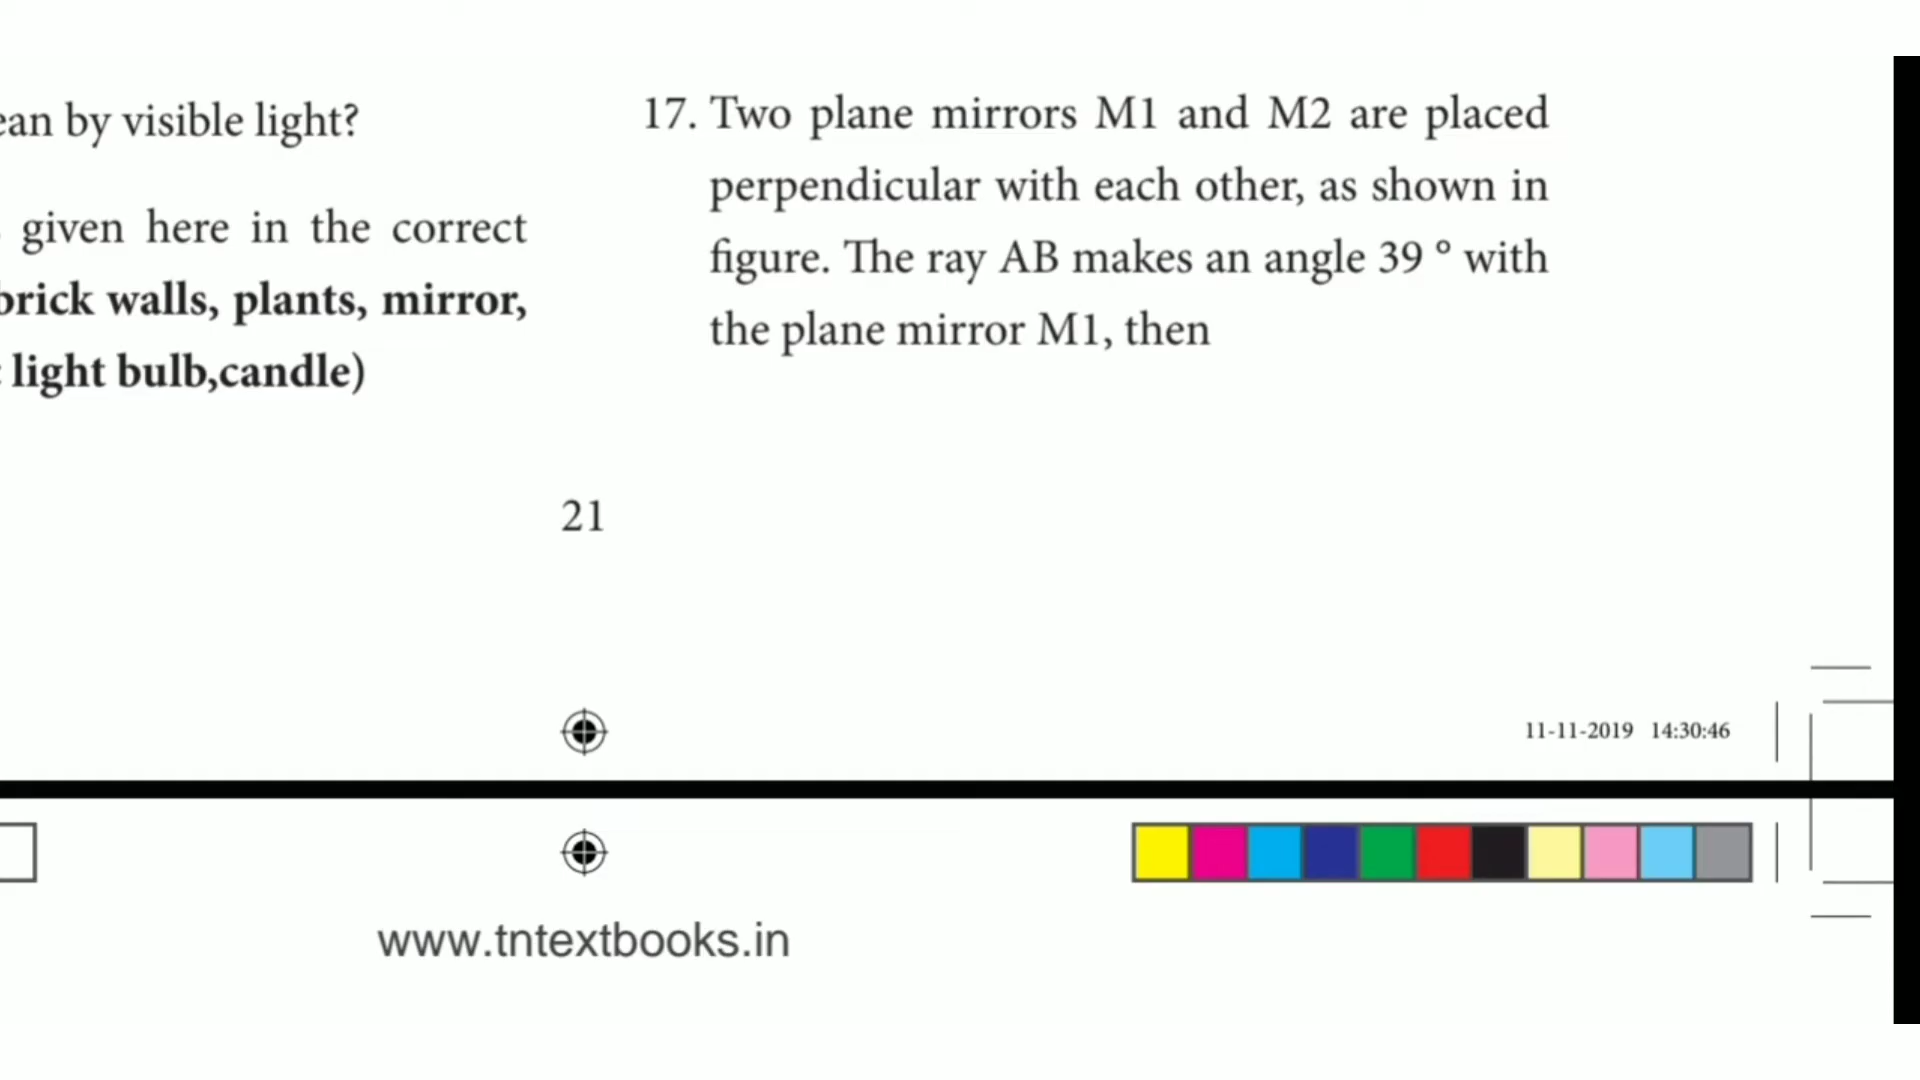 ean by visible light?
given here in the correct
brick walls, plants, mirror,
light bulb,candle)
17. Two plane mirrors M1 and M2 are placed
perpendicular with each other, as shown in
figure. The ray AB makes an angle 39 ° with
the plane mirror M1, then
21
11-11-2019 14:30:46
www.tntextbooks.in